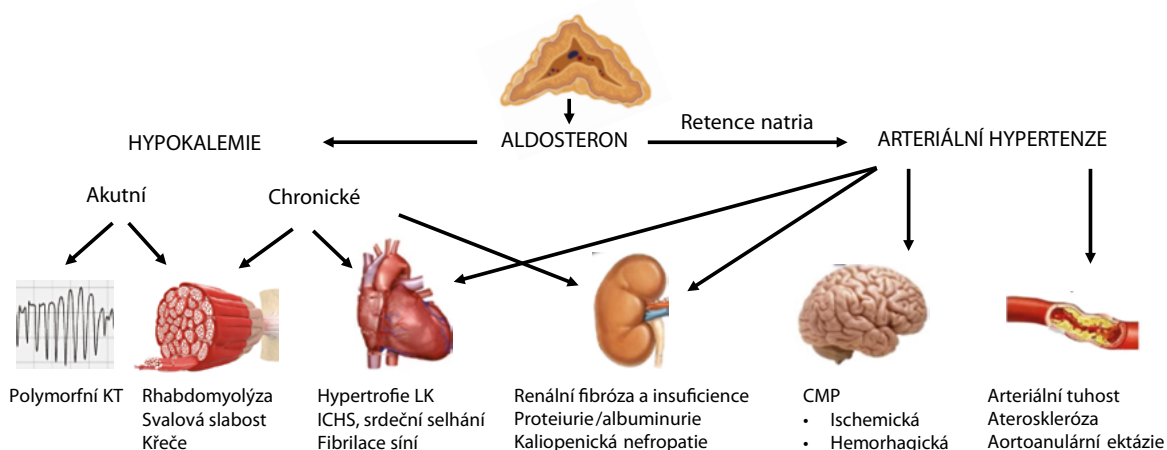 Retence natria
HYPOKALEMIE
ALDOSTERON
ARTERIÁLNÍ HYPERTENZE
Akutní
Chronické
Polymorfní KT
Rhabdomyolýza
Svalová slabost
Křeče
Hypertrofie LK
ICHS, srdeční selhání
Fibrilace síní
Renální fibróza a insuficience
Proteiurie/albuminurie
Kaliopenická nefropatie
CMP
• Ischemická
• Hemorhagická
Arteriální tuhost
Ateroskleróza
Aortoanulární ektázie